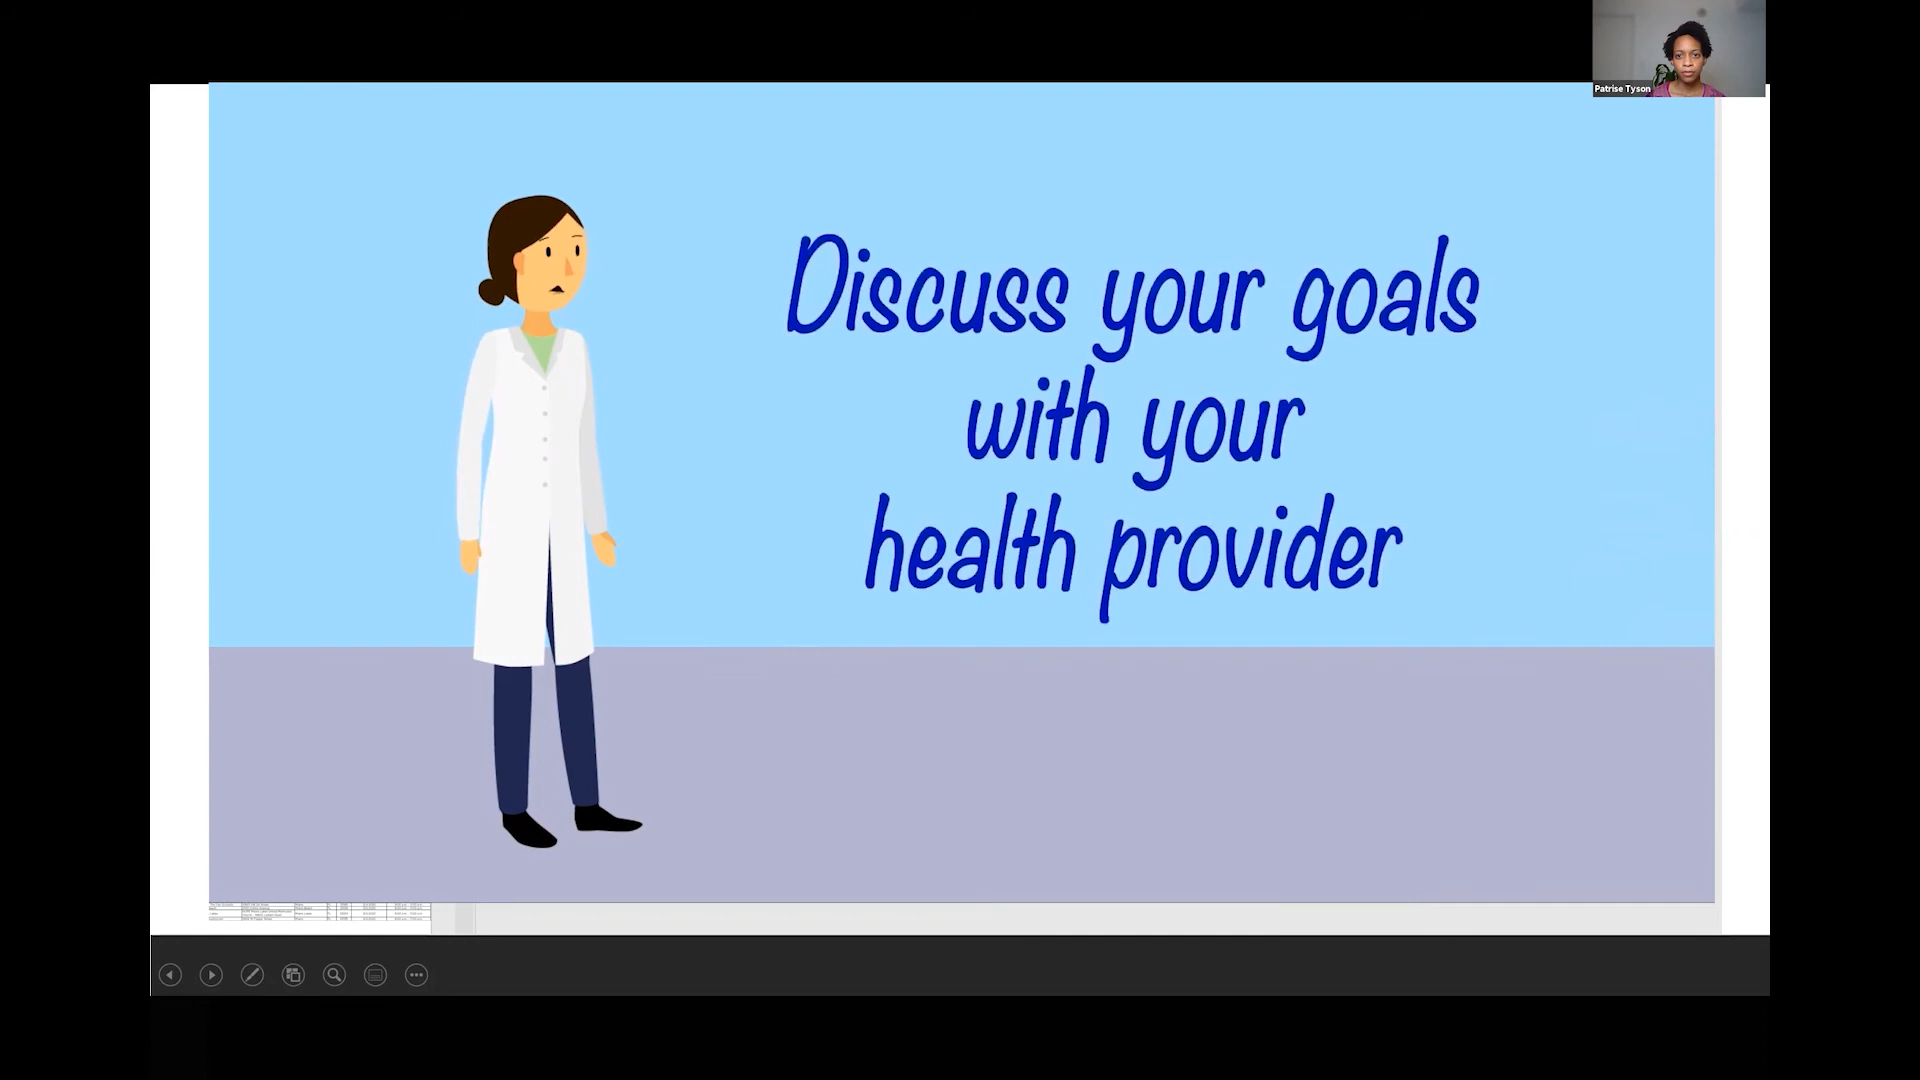 Patrise Tyson
Discuss your goals
with your
health provider